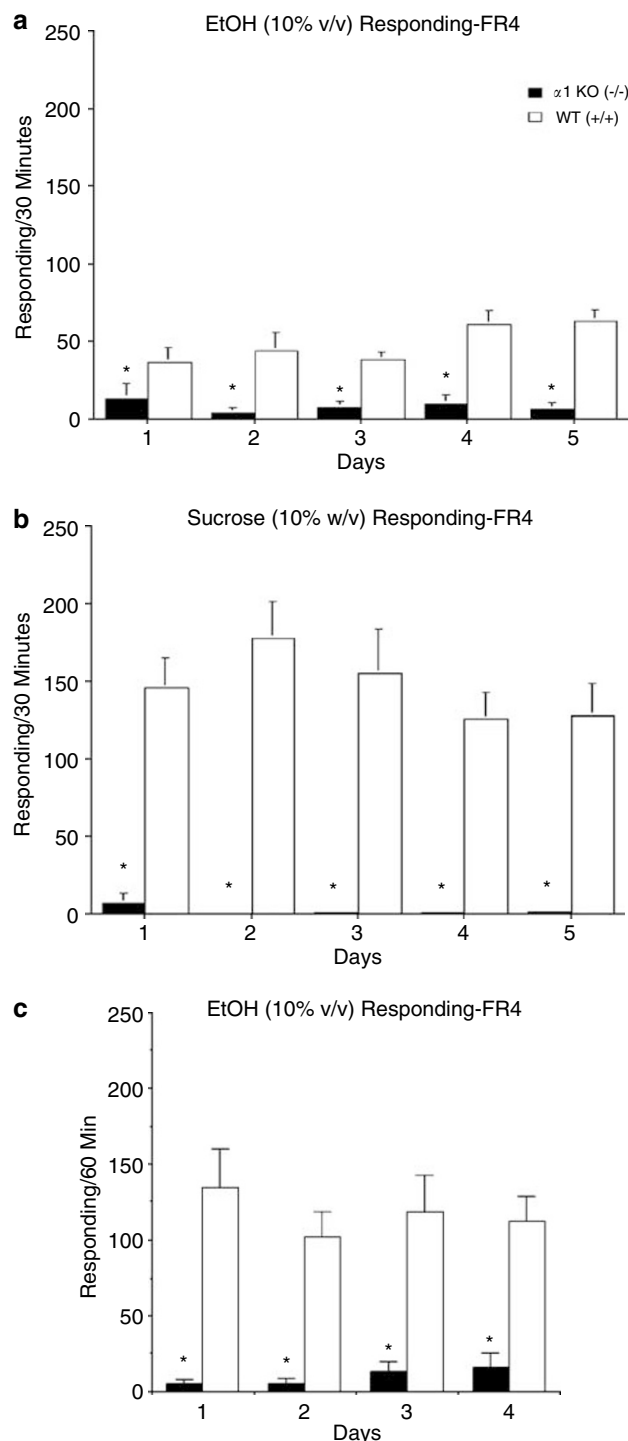 a
EtOH (10% v/v) Responding-FR4
250
200
150
100
50
0
Responding/30 Minutes
α1 KO (-/-)
WT (+/+)
*
*
*
*
*
1 2 3 4 5
Days
b
Sucrose (10% w/v) Responding-FR4
250
200
150
100
50
0
Responding/30 Minutes
*
*
*
*
*
1 2 3 4 5
Days
c
EtOH (10% v/v) Responding-FR4
250
200
150
100
50
0
Responding/60 Min
*
*
*
*
1 2 3 4
Days